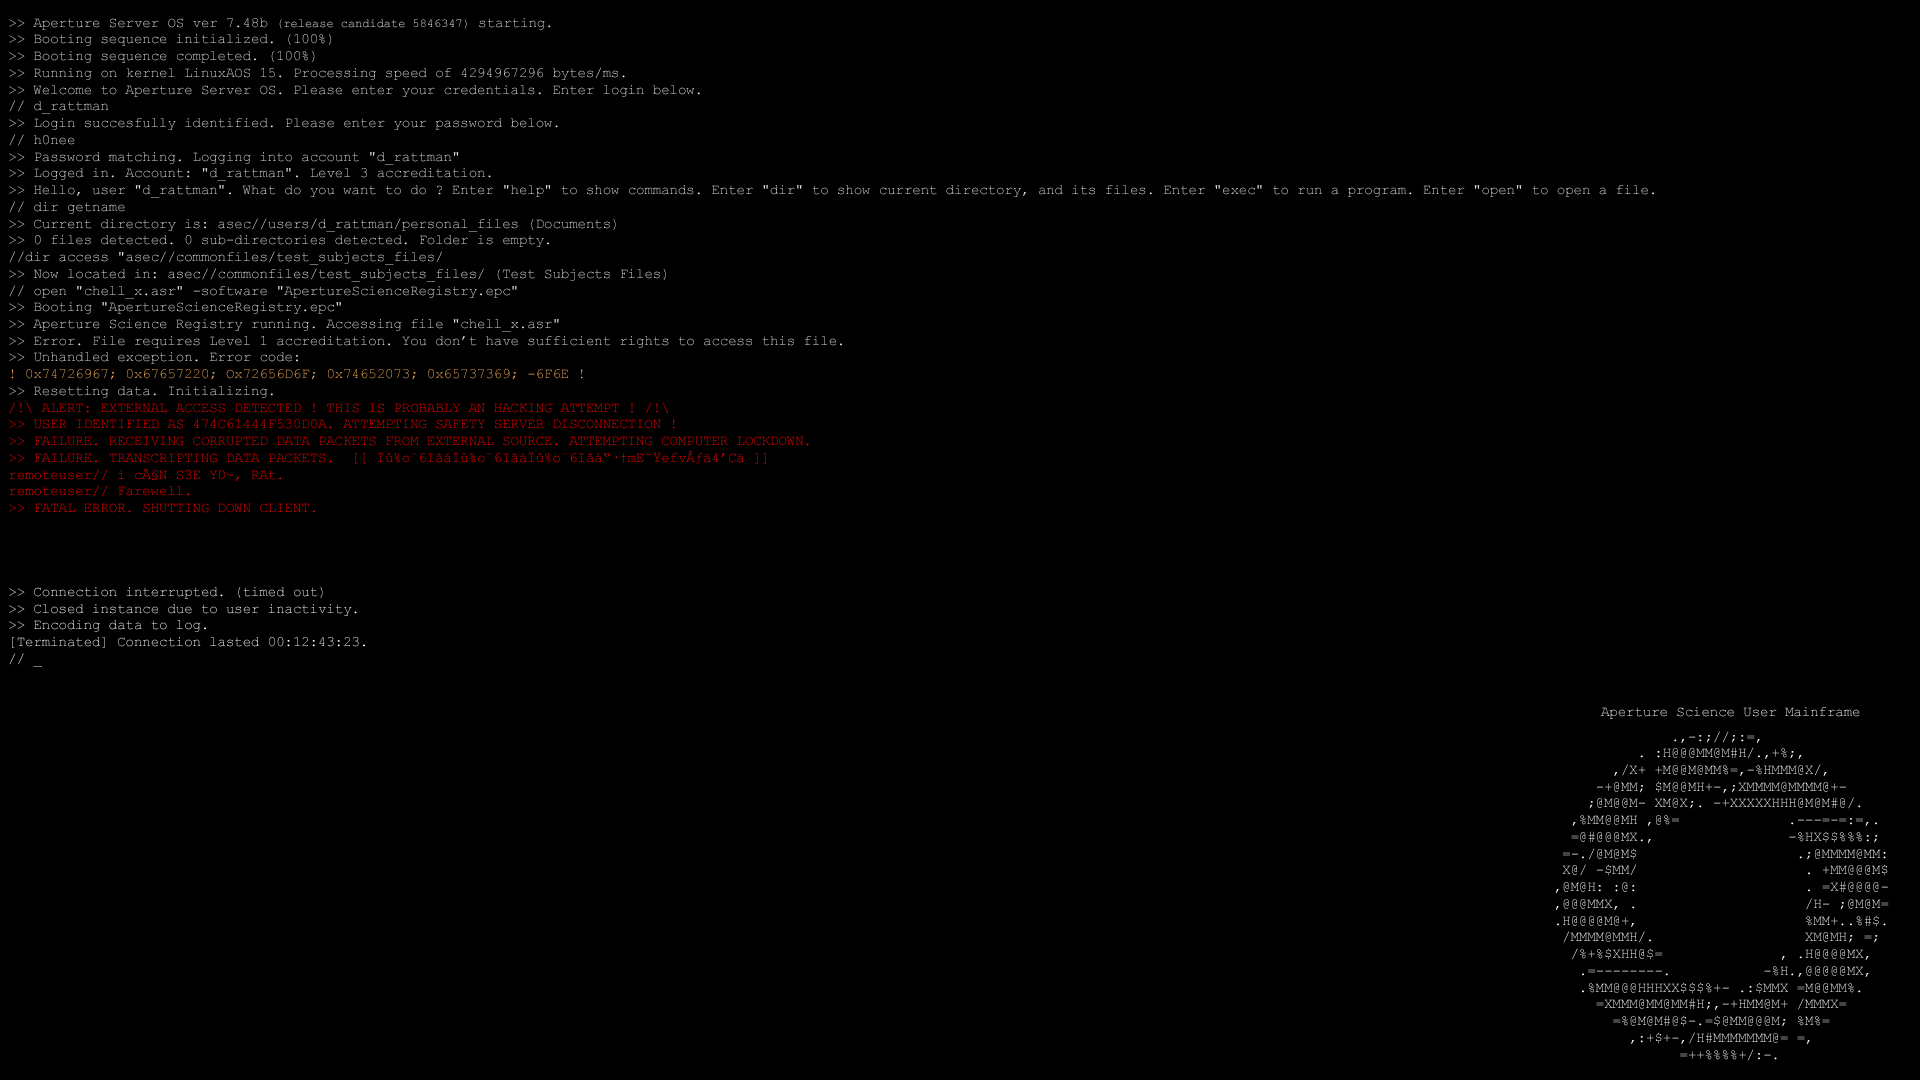 >> Aperture Server OS ver 7.48b (release candidate 5846347) starting.
>> Booting sequence initialized. (100%)
>> Booting sequence completed. (100%)
>> Running on kernel LinuxAOS 15. Processing speed of 4294967296 bytes/ms.
>> Welcome to Aperture Server OS. Please enter your credentials. Enter login below.
// d_rattman
>> Login succesfully identified. Please enter your password below.
// h0nee
>> Password matching. Logging into account "d_rattman"
>> Logged in. Account: "d_rattman". Level 3 accreditation.
>> Hello, user "d_rattman". What do you want to do ? Enter "help" to show commands. Enter "dir" to show current directory, and its files. Enter "exec" to run a program. Enter "open" to open a file.
// dir getname
>> Current directory is: asec//users/d_rattman/personal_files (Documents)
>> 0 files detected. 0 sub-directories detected. Folder is empty.
//dir access "asec//commonfiles/test_subjects_files/
>> Now located in: asec//commonfiles/test_subjects_files/ (Test Subjects Files)
// open "chell_x.asr" -software "ApertureScienceRegistry.epc"
>> Booting "ApertureScienceRegistry.epc"
>> Aperture Science Registry running. Accessing file "chell_x.asr"
>> Error. File requires Level 1 accreditation. You don’t have sufficient rights to access this file.
>> Unhandled exception. Error code:
! 0x74726967; 0x67657220; Ox72656D6F; 0x74652073; 0x65737369; -6F6E !
>> Resetting data. Initializing.
/!\ ALERT: EXTERNAL ACCESS DETECTED ! THIS IS PROBABLY AN HACKING ATTEMPT ! /!\
>> USER IDENTIFIED AS 474C61444F530D0A. ATTEMPTING SAFETY SERVER DISCONNECTION !
>> FAILURE. RECEIVING CORRUPTED DATA PACKETS FROM EXTERNAL SOURCE. ATTEMPTING COMPUTER LOCKDOWN.
>> FAILURE. TRANSCRIPTING DATA PACKETS. [[ ]]
remoteuser// i cÃ§N S3E Y0~, RAt.
remoteuser// Farewell.
>> FATAL ERROR. SHUTTING DOWN CLIENT.
>> Connection interrupted. (timed out)
>> Closed instance due to user inactivity.
>> Encoding data to log.
[Terminated] Connection lasted 00:12:43:23.
// _
Aperture Science User Mainframe